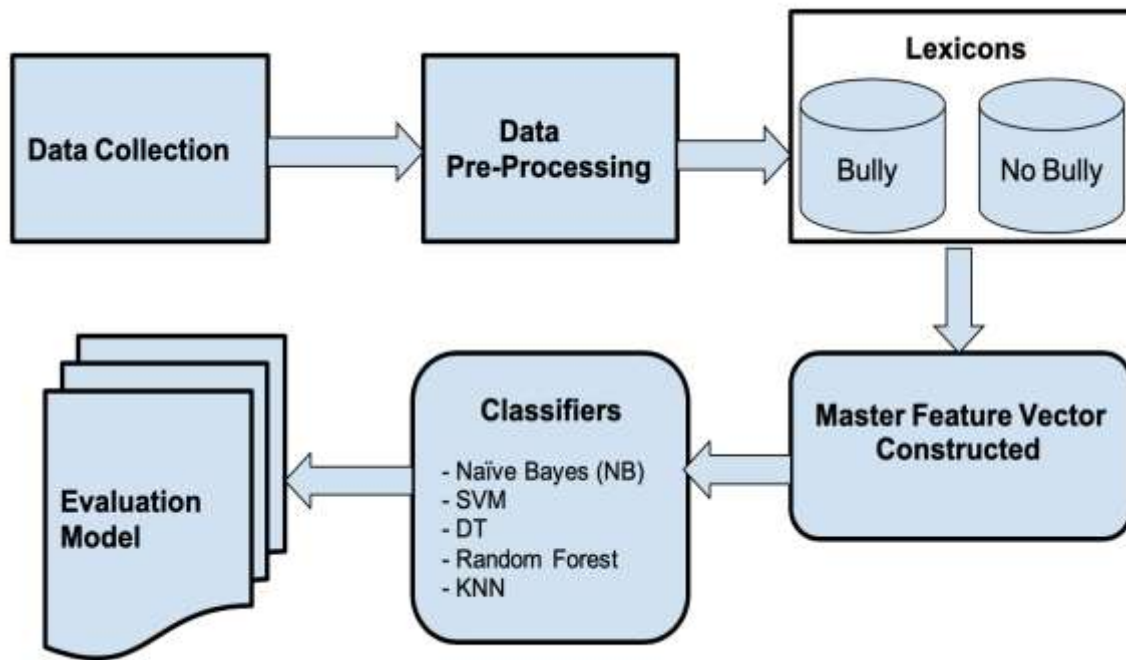 Data Collection
Data
Pre-Processing
Lexicons
Bully
No Bully
Master Feature Vector
Constructed
Classifiers
- Naïve Bayes (NB)
- SVM
- DT
- Random Forest
- KNN
Evaluation
Model